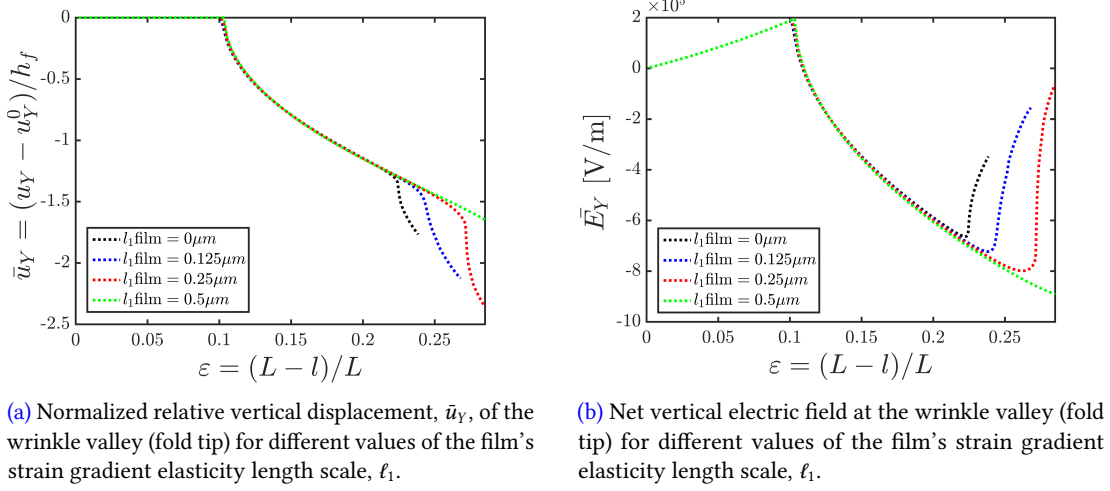 0
-0.5
-1
-1.5
-2
-2.5
ū_Y = (u_Y − u_Y^0)/h_f
l₁film = 0μm
l₁film = 0.125μm
l₁film = 0.25μm
l₁film = 0.5μm
0 0.05 0.1 0.15 0.2 0.25
ε = (L − l)/L
(a) Normalized relative vertical displacement, ū_Y, of the
wrinkle valley (fold tip) for different values of the film's
strain gradient elasticity length scale, ℓ₁.
2
0
-2
-4
-6
-8
-10
Ē_Y [V/m]
l₁film = 0μm
l₁film = 0.125μm
l₁film = 0.25μm
l₁film = 0.5μm
0 0.05 0.1 0.15 0.2 0.25
ε = (L − l)/L
(b) Net vertical electric field at the wrinkle valley (fold
tip) for different values of the film's strain gradient
elasticity length scale, ℓ₁.